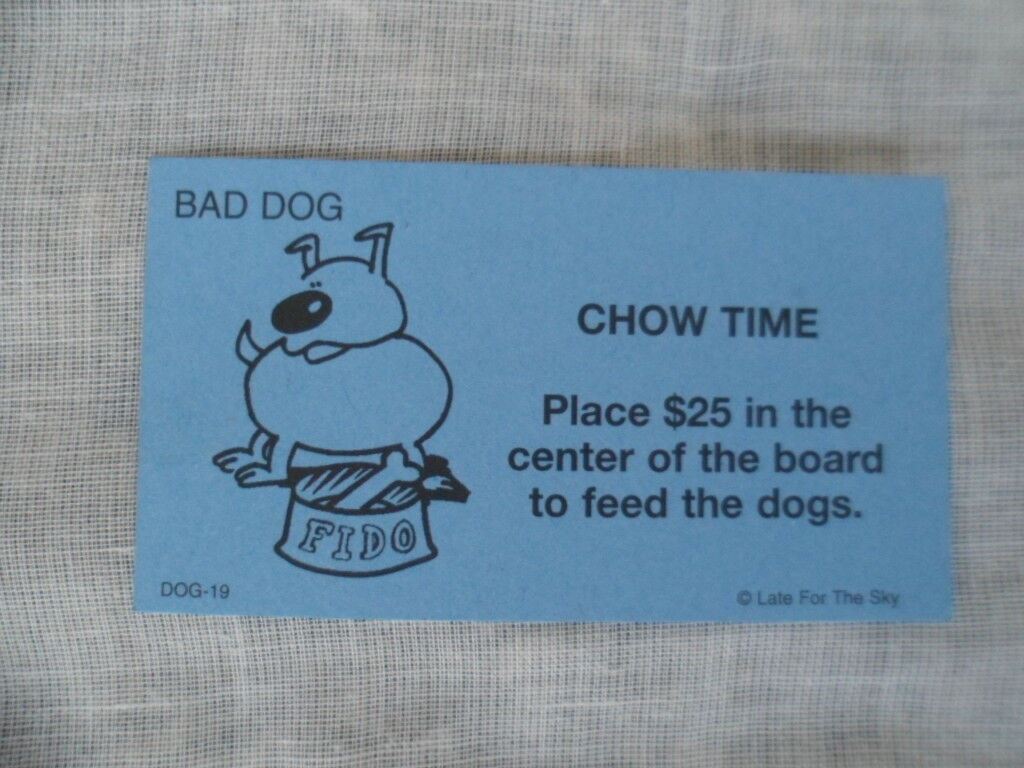 BAD DOG
CHOW TIME
Place $25 in the
center of the board
to feed the dogs.
FIDO
DOG-19
© Late For The Sky